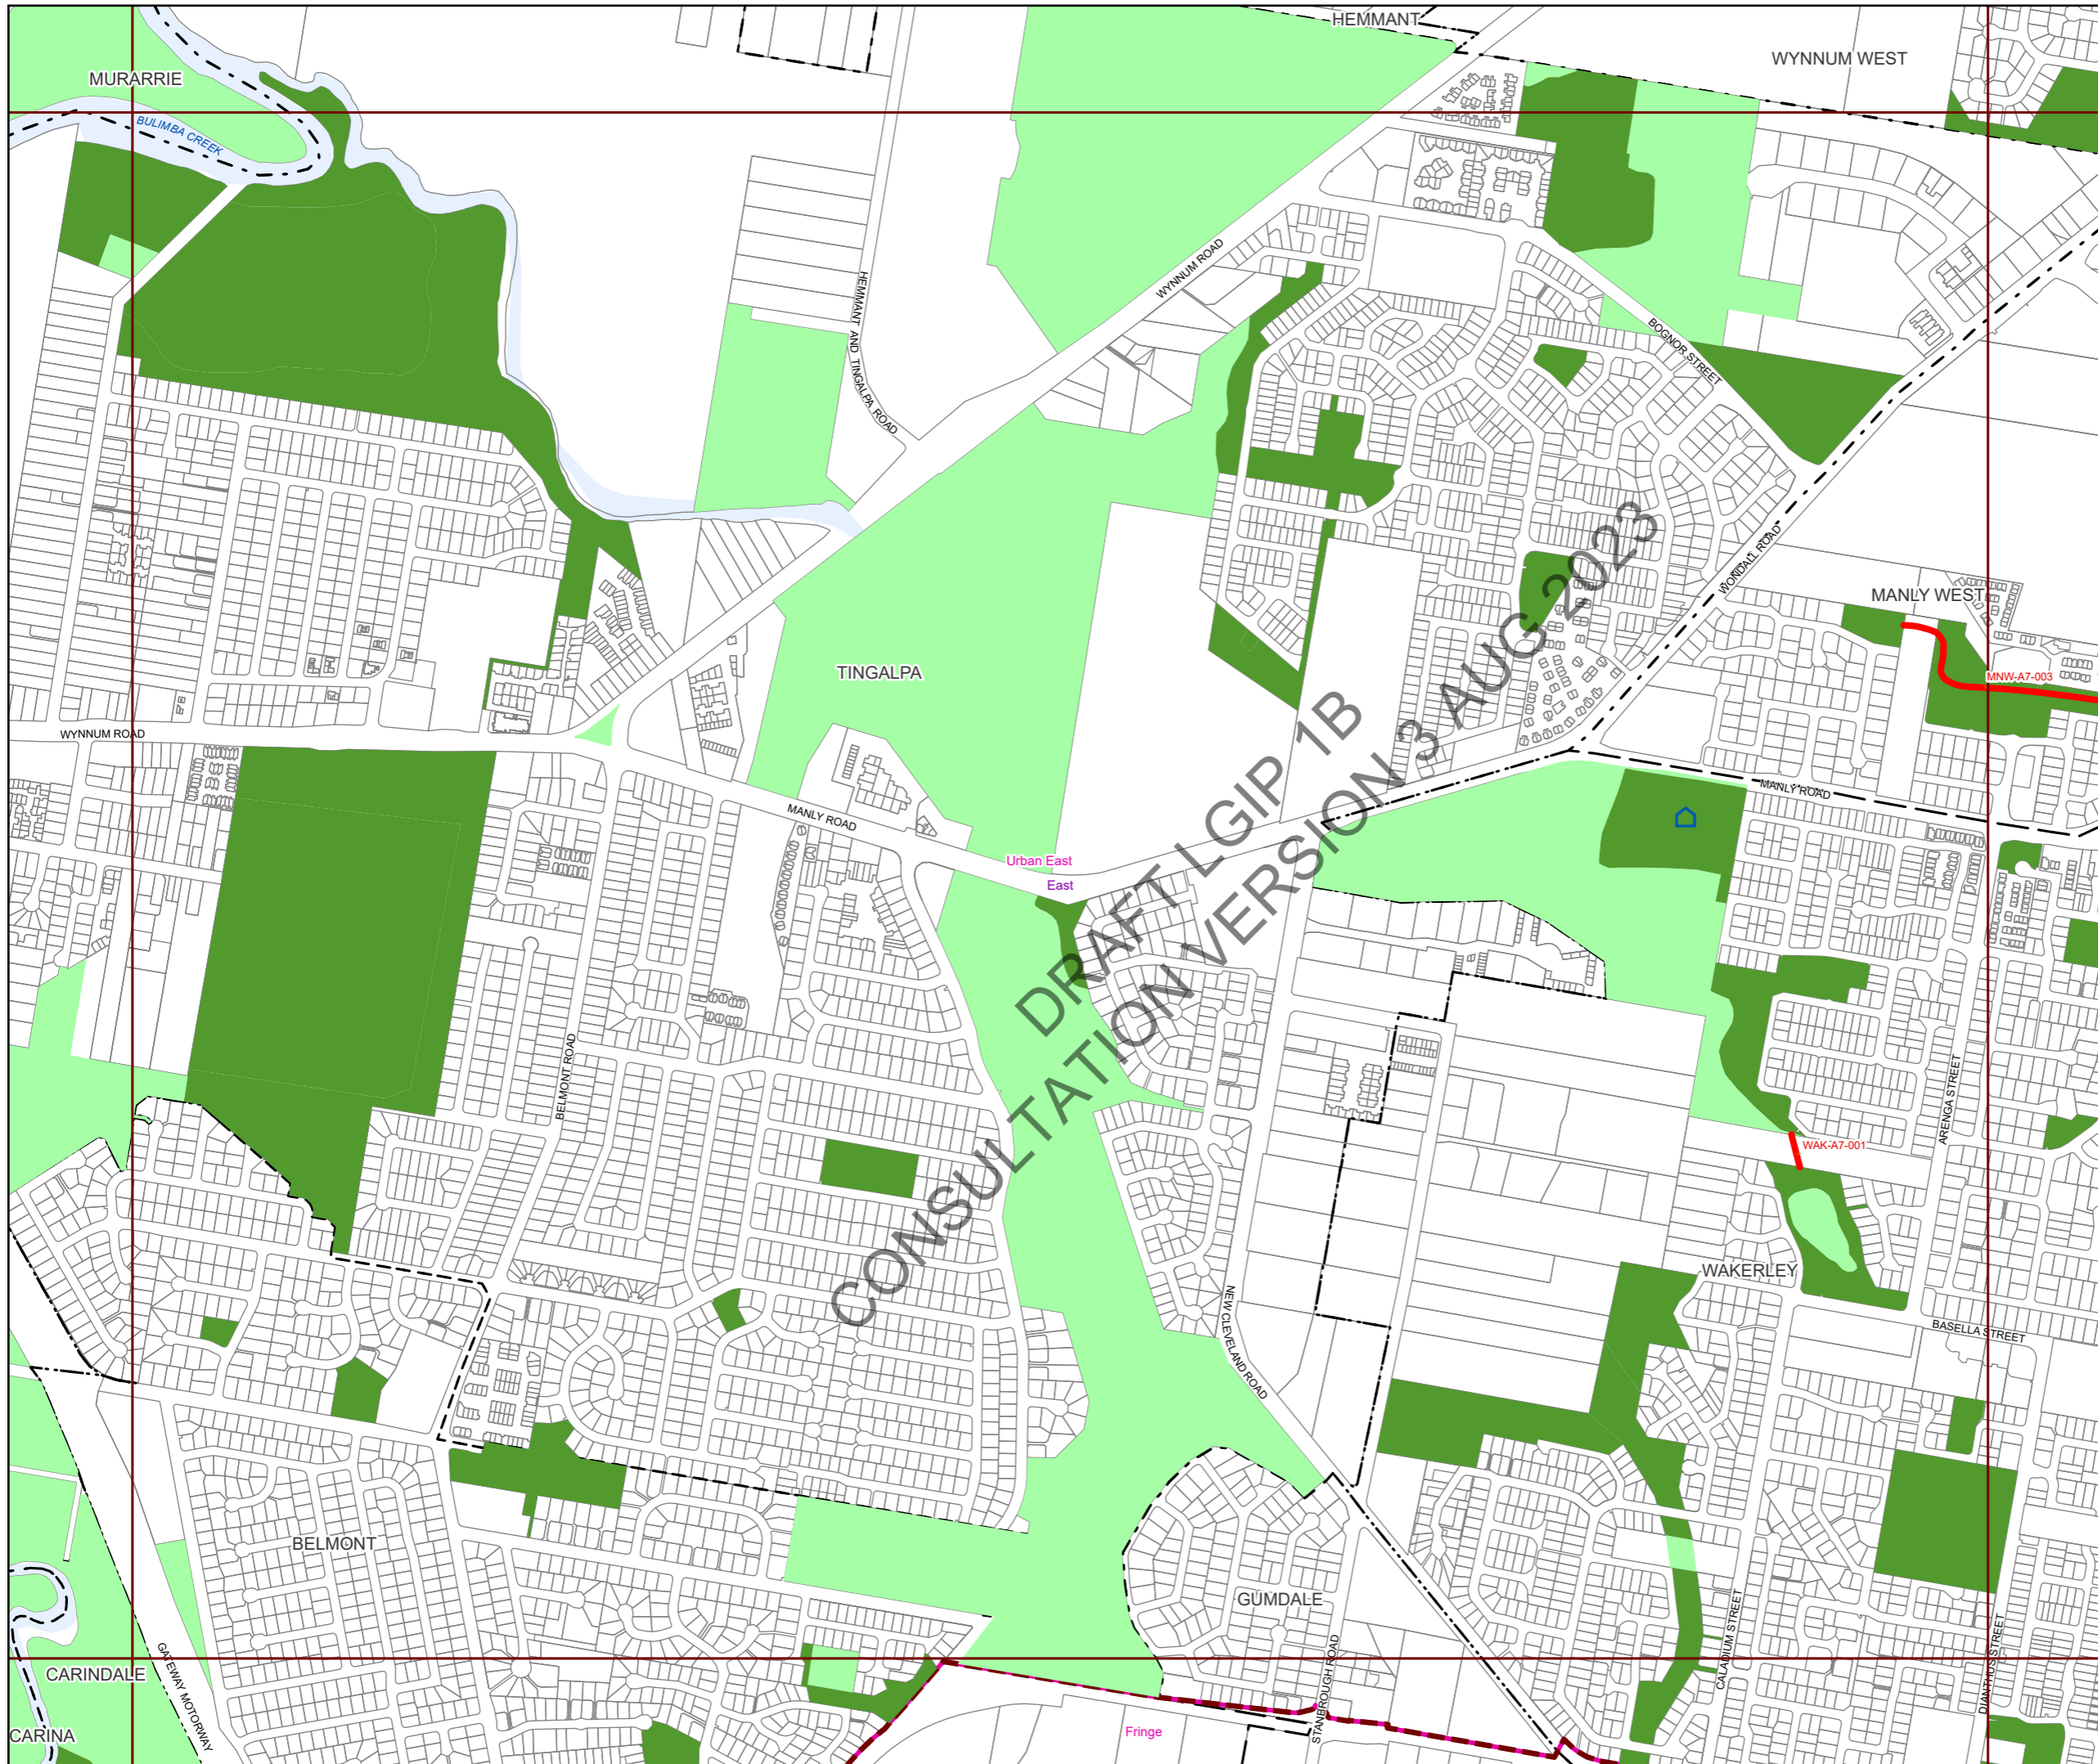 HEMMANT
WYNNUM WEST
MURARRIE
BULIMBA CREEK
WYNNUM ROAD
HEMMANT AND TINGALPA ROAD
BOGNOR STREET
WONDALL ROAD
MANLY WEST
TINGALPA
MNW-A7-003
WYNNUM ROAD
MANLY ROAD
MANLY ROAD
Urban East
East
DRAFT LGIP 1B
CONSULTATION VERSION 3 AUG 2023
BELMONT ROAD
ARENGA STREET
WAK-A7-001
WAKERLEY
NEW CLEVELAND ROAD
BASELLA STREET
BELMONT
GUMDALE
CALADIUM STREET
DIANTHUS STREET
STANBROUGH ROAD
GATEWAY MOTORWAY
CARINDALE
CARINA
Fringe